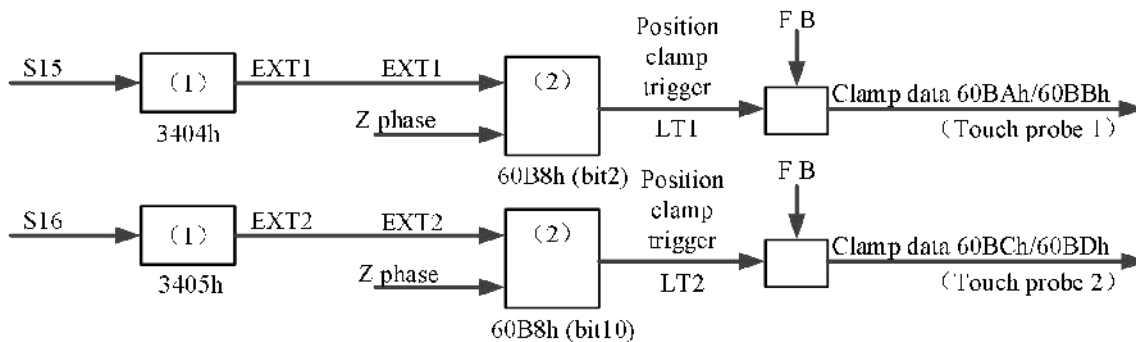 F B
Position
clamp
trigger
S15
(1)
EXT1
EXT1
(2)
Clamp data 60BAh/60BBh
Z phase
LT1
(Touch probe 1)
3404h
60B8h (bit2)
F B
Position
clamp
trigger
S16
(1)
EXT2
EXT2
(2)
Clamp data 60BCh/60BDh
Z phase
LT2
(Touch probe 2)
3405h
60B8h (bit10)